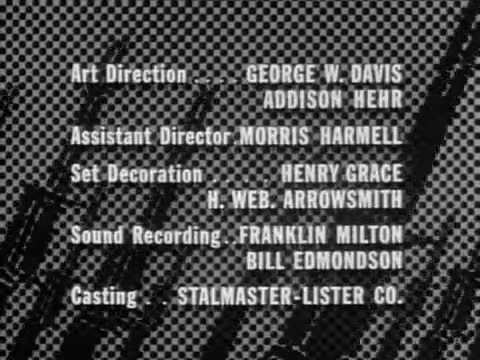 Art Direction . . . . GEORGE W. DAVIS
ADDISON HEHR
Assistant Director.MORRIS HARMELL
Set Decoration . . . . HENRY GRACE
H. WEB. ARROWSMITH
Sound Recording..FRANKLIN MILTON
BILL EDMONDSON
Casting . . STALMASTER-LISTER CO.